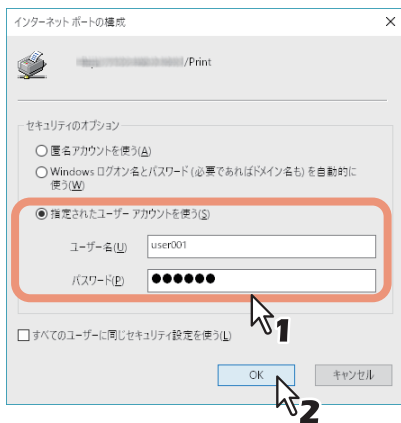 インターネット ポートの構成
/Print
セキュリティのオプション
匿名アカウントを使う(A)
Windows ログオン名とパスワード (必要であればドメイン名も) を自動的に
使う(W)
指定されたユーザー アカウントを使う(S)
ユーザー名(U) user001
パスワード(P) ●●●●●●
1
すべてのユーザーに同じセキュリティ設定を使う(L)
OK キャンセル
2